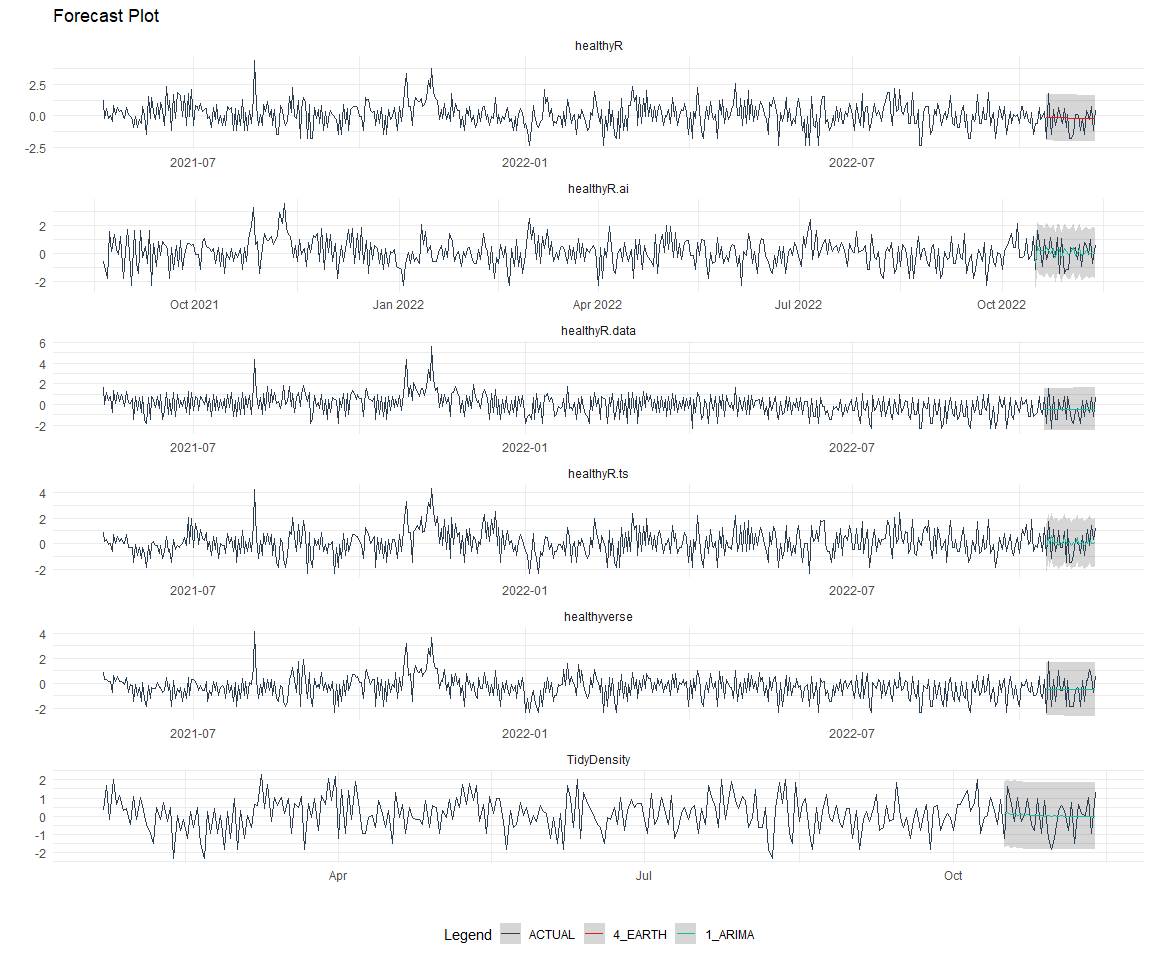 Forecast Plot
healthyR
2.5
0.0
-2.5
2021-07 2022-01 2022-07
healthyR.ai
2
0
-2
Oct 2021 Jan 2022 Apr 2022 Jul 2022 Oct 2022
healthyR.data
6
4
2
0
-2
2021-07 2022-01 2022-07
healthyR.ts
4
2
0
-2
2021-07 2022-01 2022-07
healthyverse
4
2
0
-2
2021-07 2022-01 2022-07
TidyDensity
2
1
0
-1
-2
Apr Jul Oct
Legend ACTUAL 4_EARTH 1_ARIMA